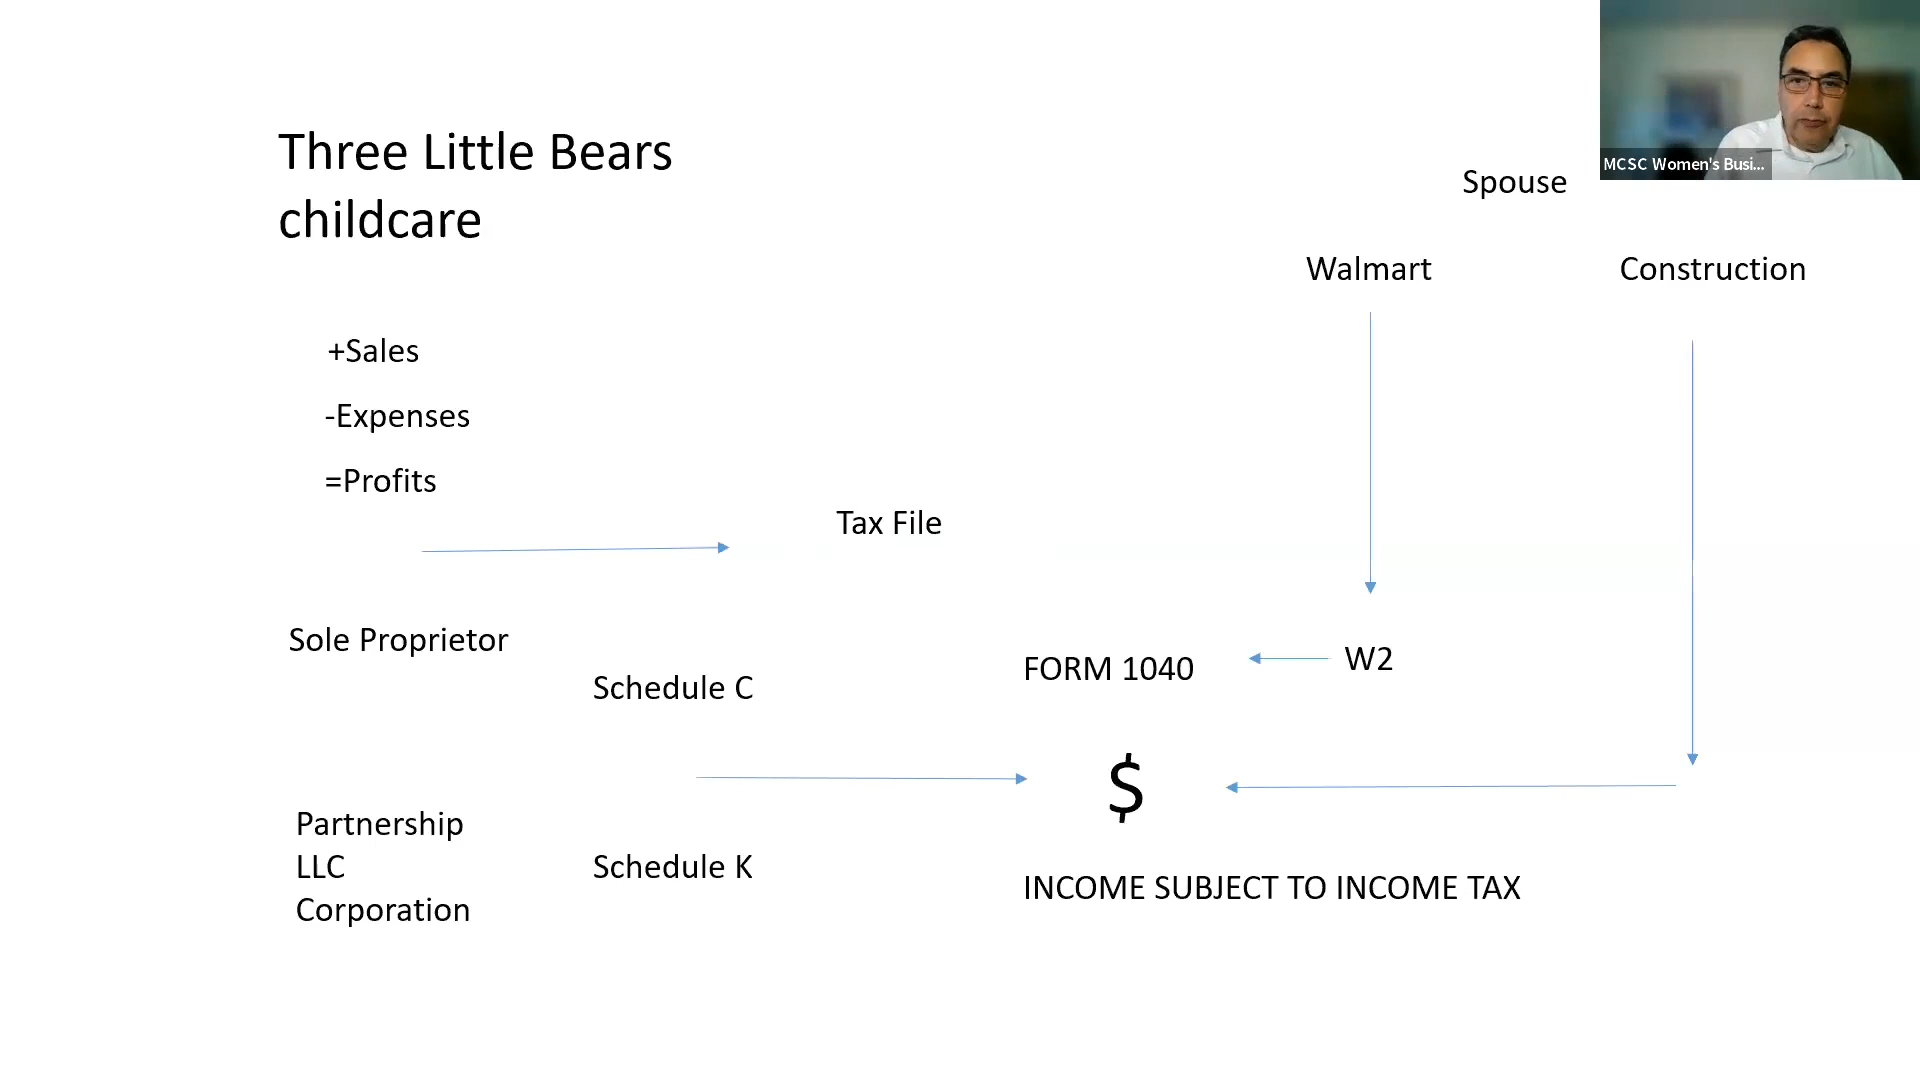 Three Little Bears
childcare
MCSC Women's Busi...
Spouse
Walmart
Construction
+Sales
-Expenses
=Profits
Tax File
Sole Proprietor
Schedule C
FORM 1040
W2
$
Partnership
LLC
Corporation
Schedule K
INCOME SUBJECT TO INCOME TAX